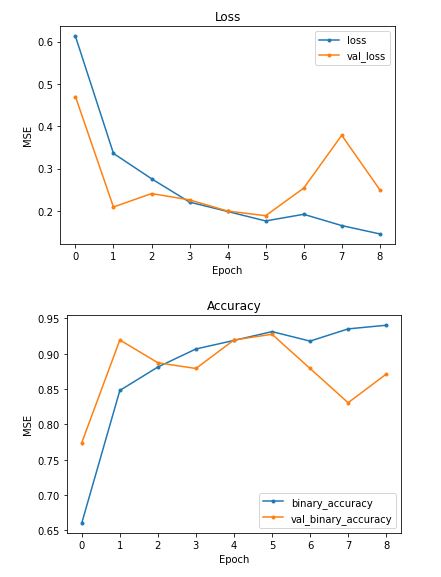 Loss
loss
val_loss
0.6
0.5
0.4
0.3
0.2
MSE
0 1 2 3 4 5 6 7 8
Epoch
Accuracy
0.95
0.90
0.85
0.80
0.75
0.70
0.65
MSE
binary_accuracy
val_binary_accuracy
0 1 2 3 4 5 6 7 8
Epoch